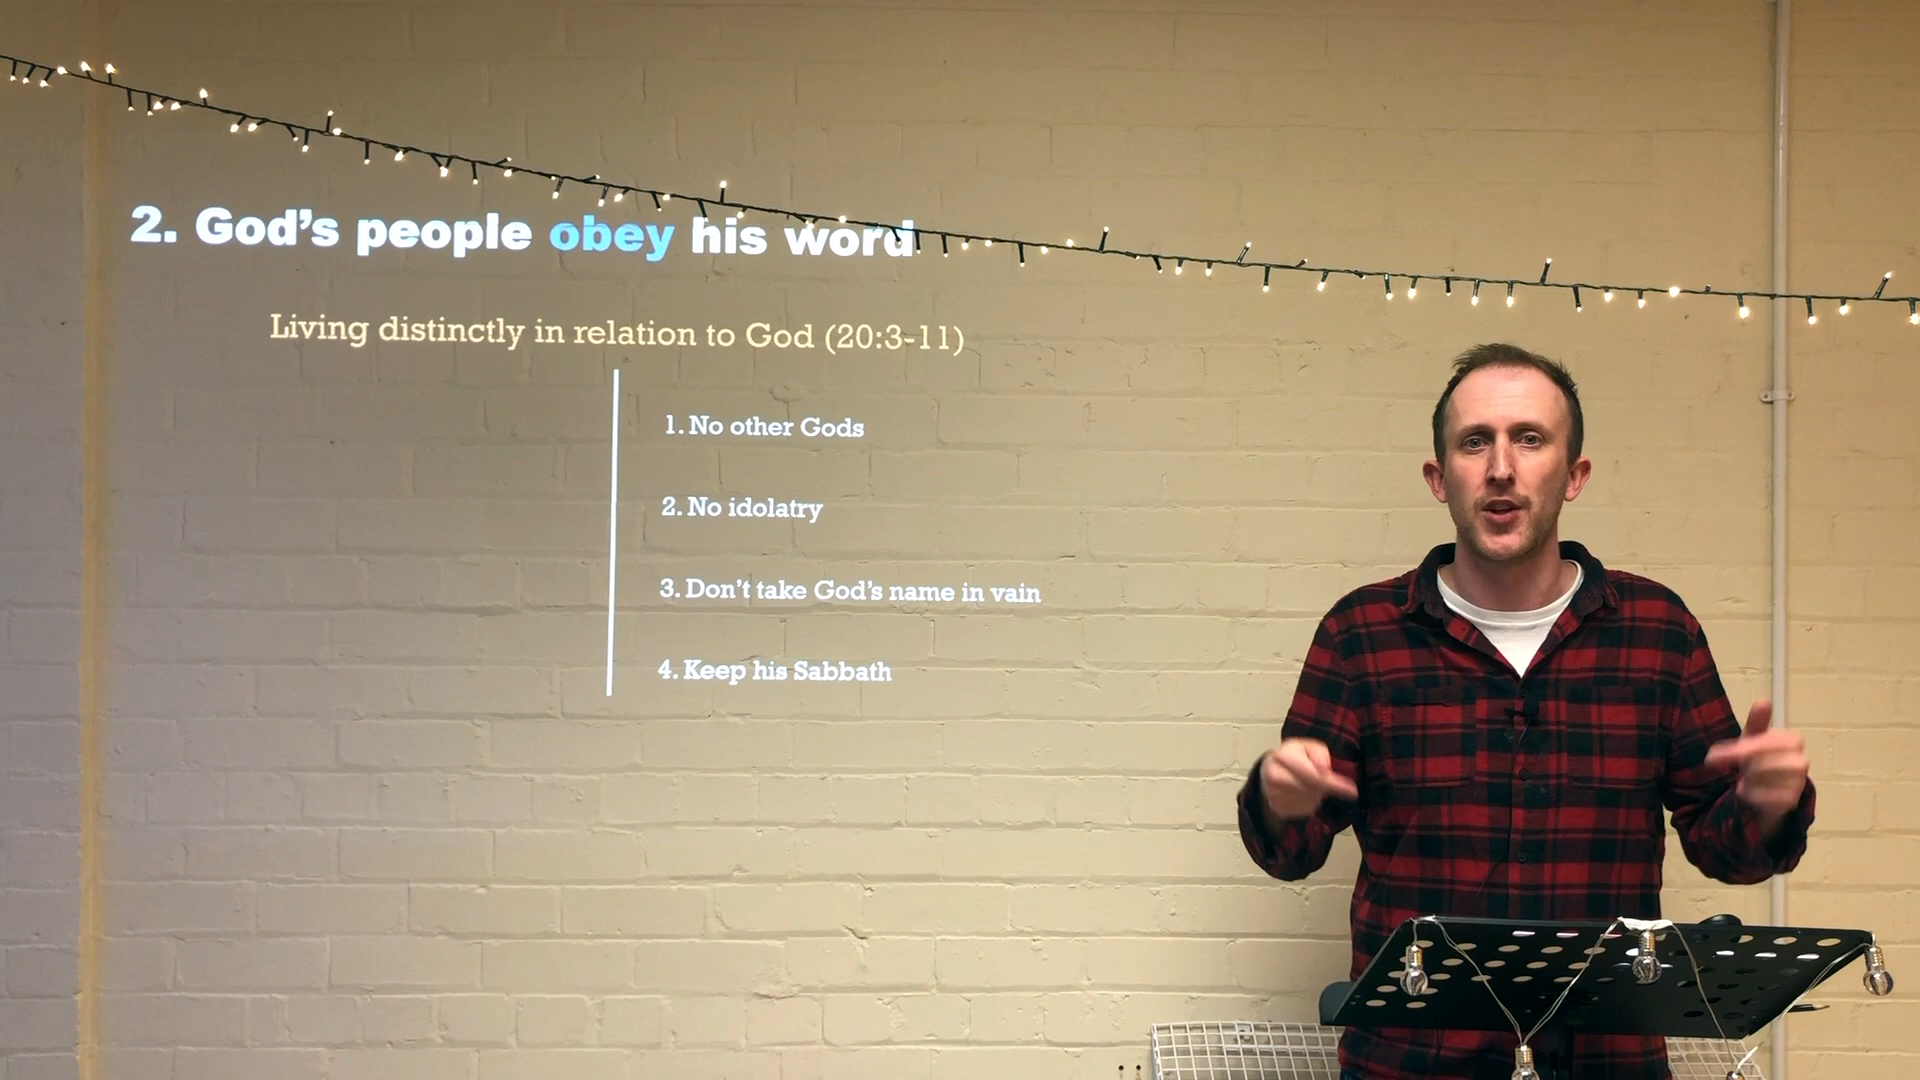 2. God's people obey his word
Living distinctly in relation to God (20:3-11)
1. No other Gods
2. No idolatry
3. Don't take God's name in vain
4. Keep his Sabbath